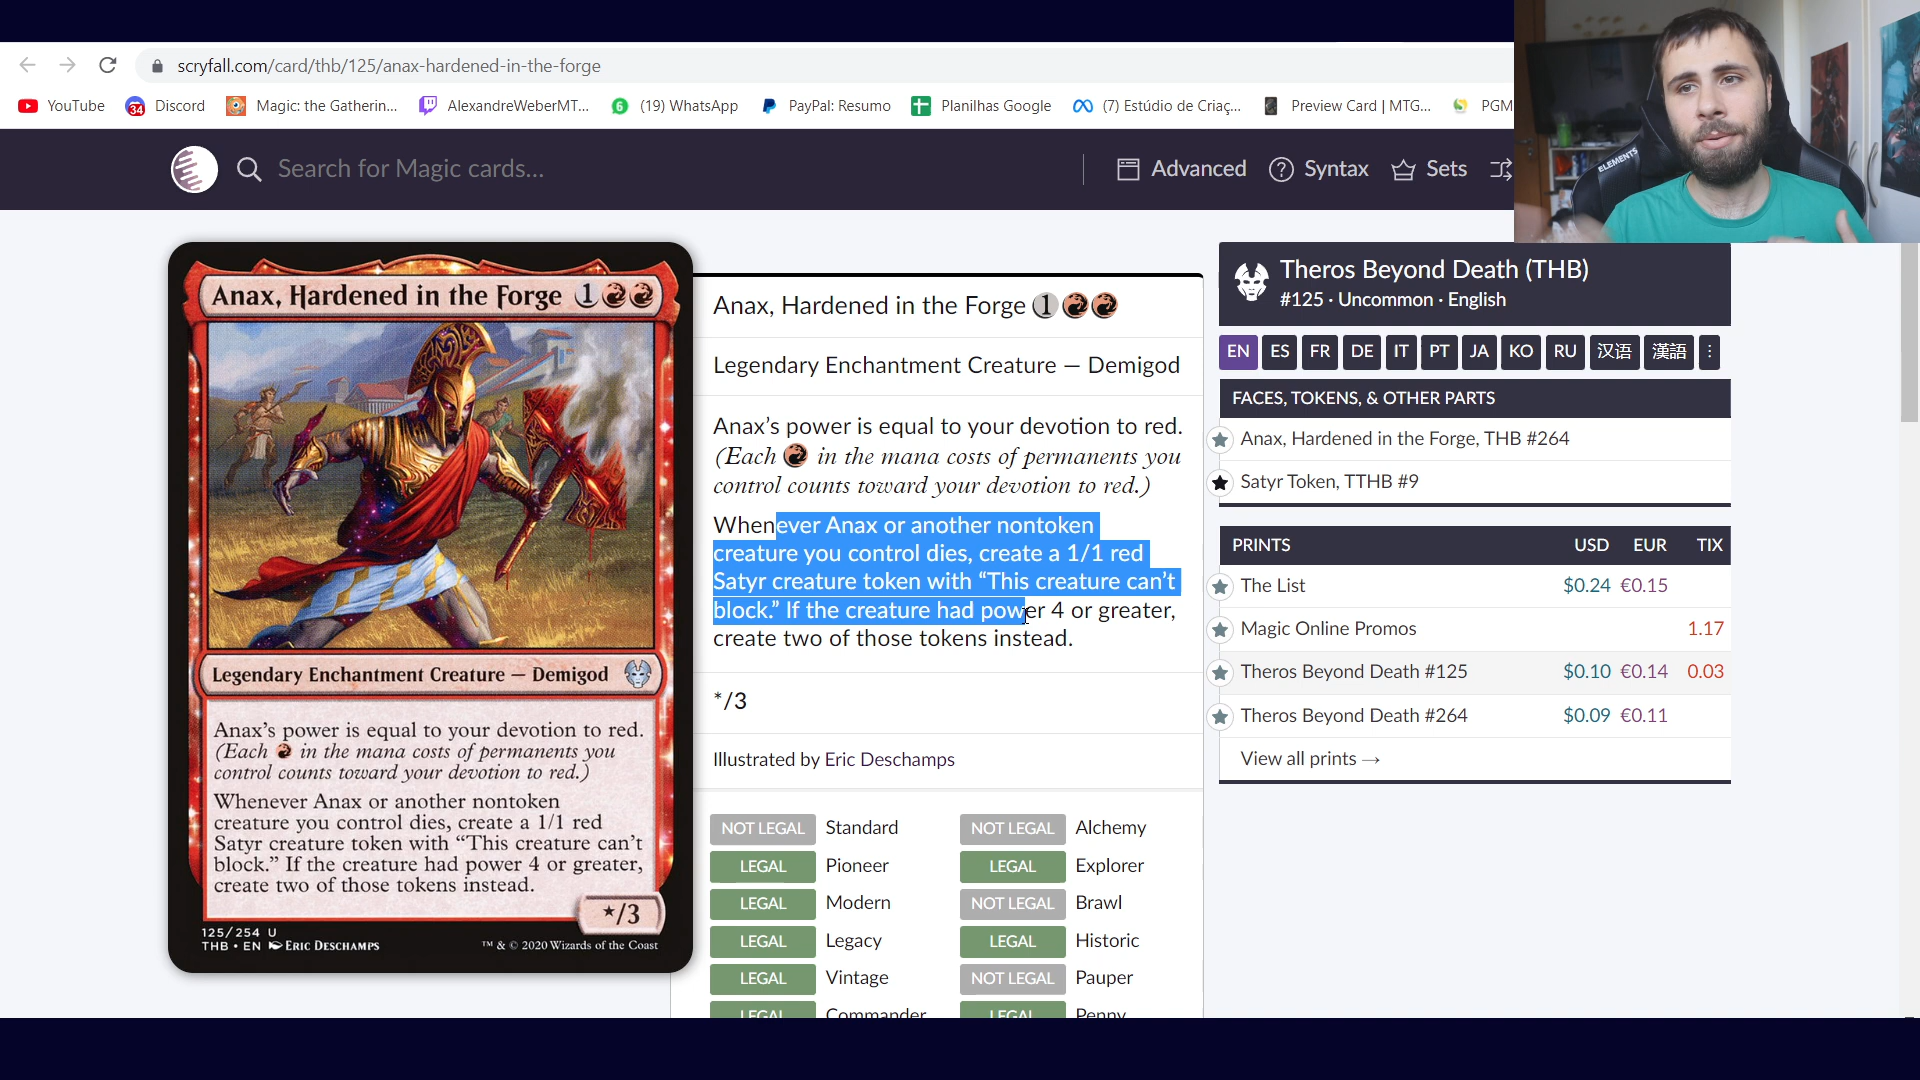 scryfall.com/card/thb/125/anax-hardened-in-the-forge
YouTube
34
Discord
Magic: the Gatherin...
AlexandreWeberMT...
6
(19) WhatsApp
PayPal: Resumo
Planilhas Google
(7) Estúdio de Criaç...
Preview Card | MTG...
PGM
ELEMENTS
Search for Magic cards...
Advanced
Syntax
Sets
Anax, Hardened in the Forge 1
Legendary Enchantment Creature — Demigod
Anax's power is equal to your devotion to red.
(Each in the mana costs of permanents you
control counts toward your devotion to red.)
Whenever Anax or another nontoken
creature you control dies, create a 1/1 red
Satyr creature token with “This creature can't
block.” If the creature had power 4 or greater,
create two of those tokens instead.
★/3
125/254 U
THB • EN Eric Deschamps
™ & © 2020 Wizards of the Coast
Anax, Hardened in the Forge 1
Legendary Enchantment Creature — Demigod
Anax's power is equal to your devotion to red.
(Each in the mana costs of permanents you
control counts toward your devotion to red.)
Whenever Anax or another nontoken
creature you control dies, create a 1/1 red
Satyr creature token with “This creature can't
block.” If the creature had power 4 or greater,
create two of those tokens instead.
*/3
Illustrated by Eric Deschamps
NOT LEGAL Standard NOT LEGAL Alchemy
LEGAL Pioneer LEGAL Explorer
LEGAL Modern NOT LEGAL Brawl
LEGAL Legacy LEGAL Historic
LEGAL Vintage NOT LEGAL Pauper
LEGAL Commander LEGAL Penny
Theros Beyond Death (THB)
#125 · Uncommon · English
EN ES FR DE IT PT JA KO RU 汉语 漢語 ⋮
FACES, TOKENS, & OTHER PARTS
Anax, Hardened in the Forge, THB #264
Satyr Token, TTHB #9
PRINTS USD EUR TIX
The List $0.24 €0.15
Magic Online Promos 1.17
Theros Beyond Death #125 $0.10 €0.14 0.03
Theros Beyond Death #264 $0.09 €0.11
View all prints →